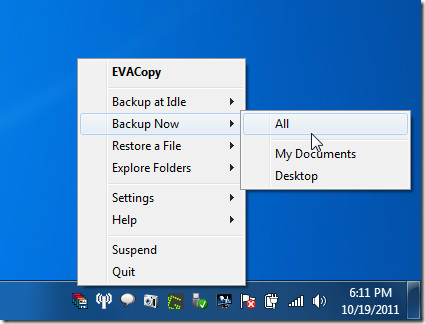 EVACopy
Backup at Idle
Backup Now
Restore a File
Explore Folders
Settings
Help
Suspend
Quit
All
My Documents
Desktop
6:11 PM
10/19/2011